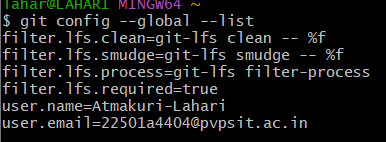 lahar@LAHARI MINGW64 ~
$ git config --global --list
filter.lfs.clean=git-lfs clean -- %f
filter.lfs.smudge=git-lfs smudge -- %f
filter.lfs.process=git-lfs filter-process
filter.lfs.required=true
user.name=Atmakuri-Lahari
user.email=22501a4404@pvpsit.ac.in